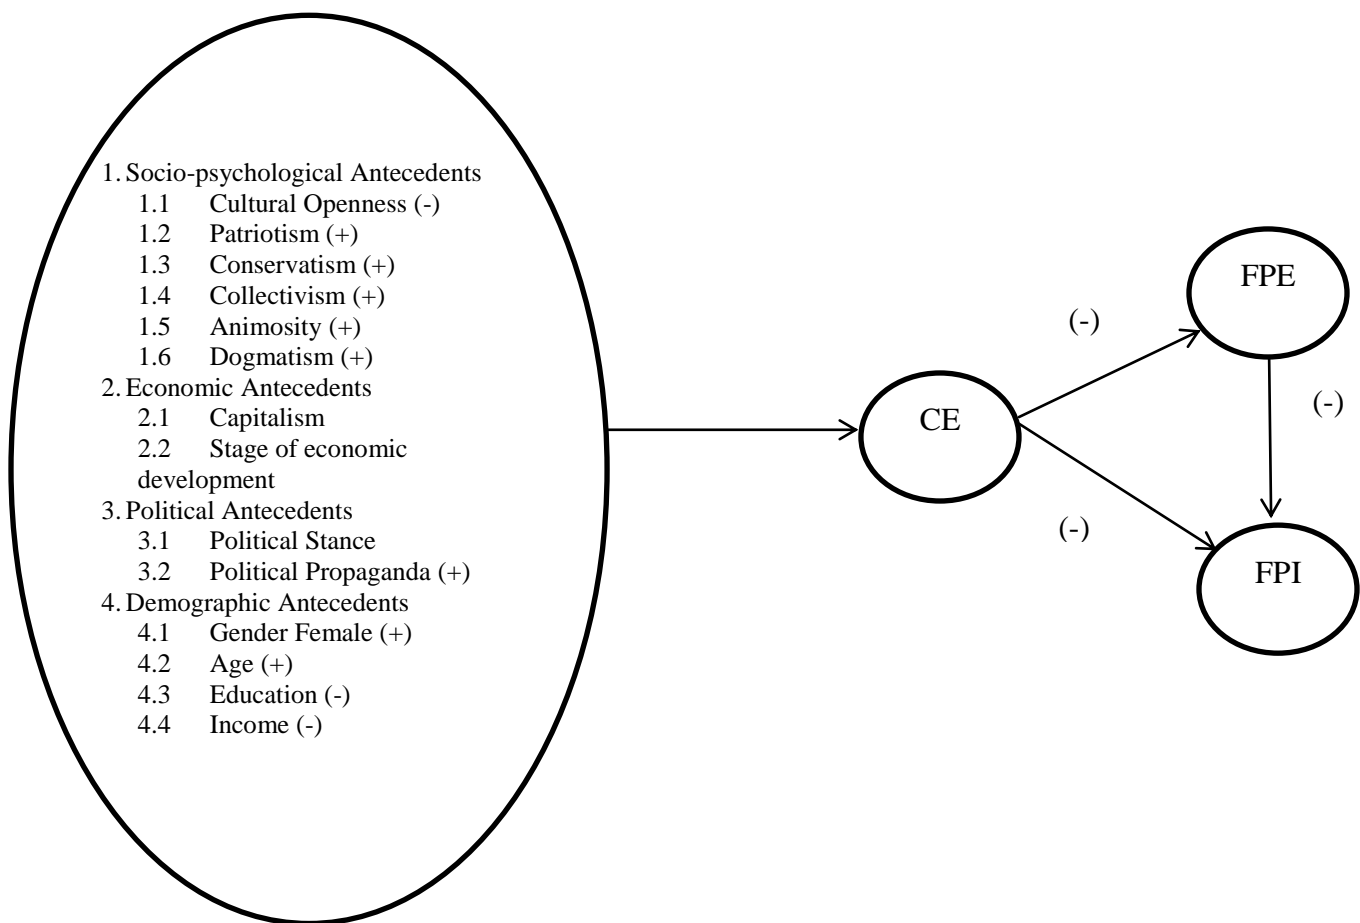 1. Socio-psychological Antecedents
1.1 Cultural Openness (-)
1.2 Patriotism (+)
1.3 Conservatism (+)
1.4 Collectivism (+)
1.5 Animosity (+)
1.6 Dogmatism (+)
2. Economic Antecedents
2.1 Capitalism
2.2 Stage of economic
development
3. Political Antecedents
3.1 Political Stance
3.2 Political Propaganda (+)
4. Demographic Antecedents
4.1 Gender Female (+)
4.2 Age (+)
4.3 Education (-)
4.4 Income (-)
CE
(-)
(-)
FPE
(-)
FPI